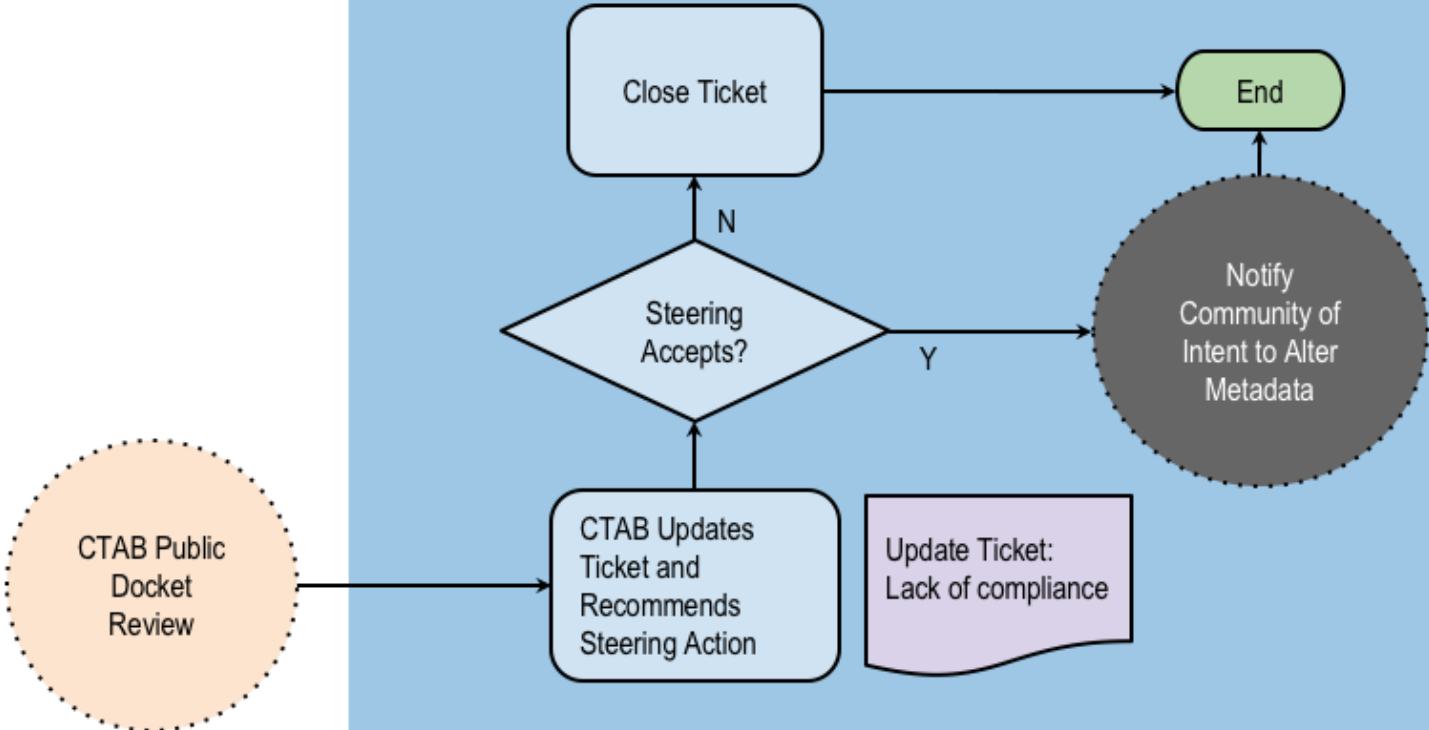 Close Ticket
End
N
Steering
Accepts?
Y
Notify
Community of
Intent to Alter
Metadata
CTAB Public
Docket
Review
CTAB Updates
Ticket and
Recommends
Steering Action
Update Ticket:
Lack of compliance